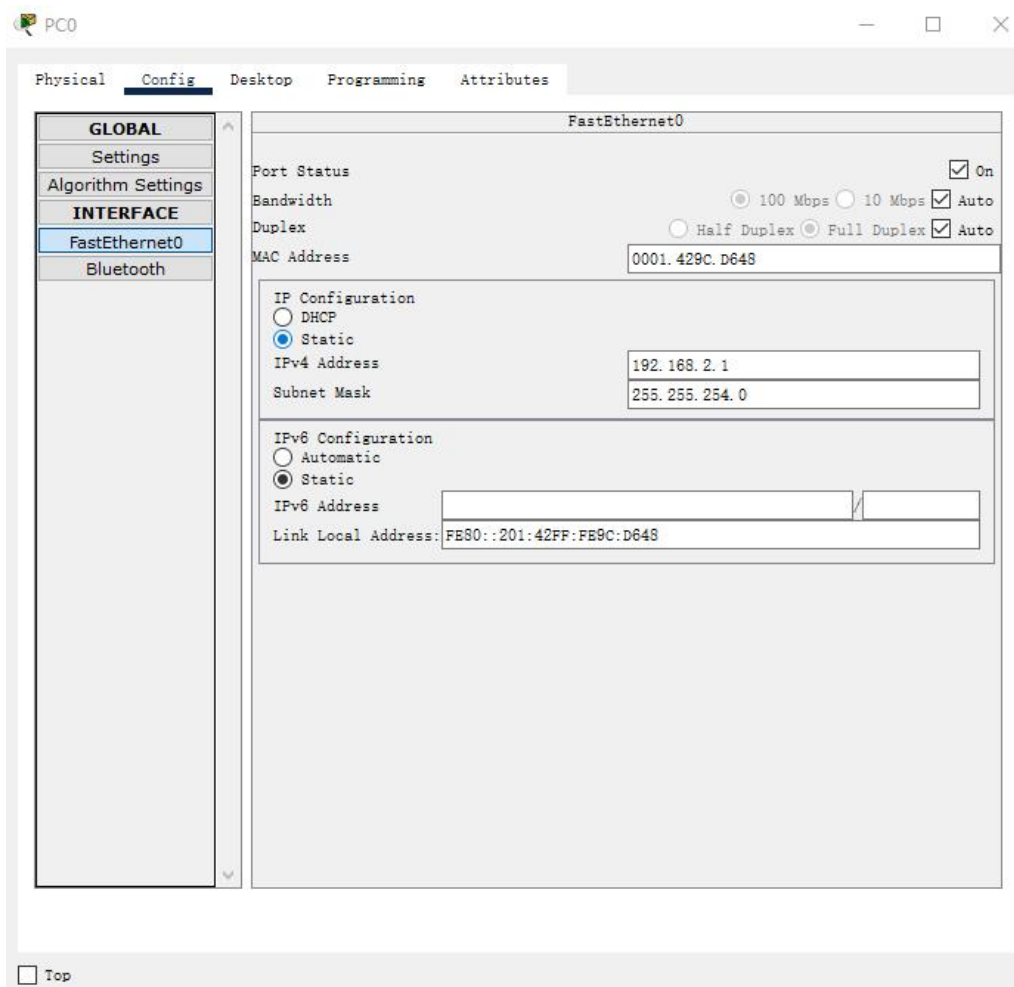 PC0
Physical Config Desktop Programming Attributes
GLOBAL
Settings
Algorithm Settings
INTERFACE
FastEthernet0
Bluetooth
FastEthernet0
Port Status On
Bandwidth 100 Mbps 10 Mbps Auto
Duplex Half Duplex Full Duplex Auto
MAC Address 0001.429C.D648
IP Configuration
DHCP
Static
IPv4 Address 192.168.2.1
Subnet Mask 255.255.254.0
IPv6 Configuration
Automatic
Static
IPv6 Address /
Link Local Address: FE80::201:42FF:FE9C:D648
Top